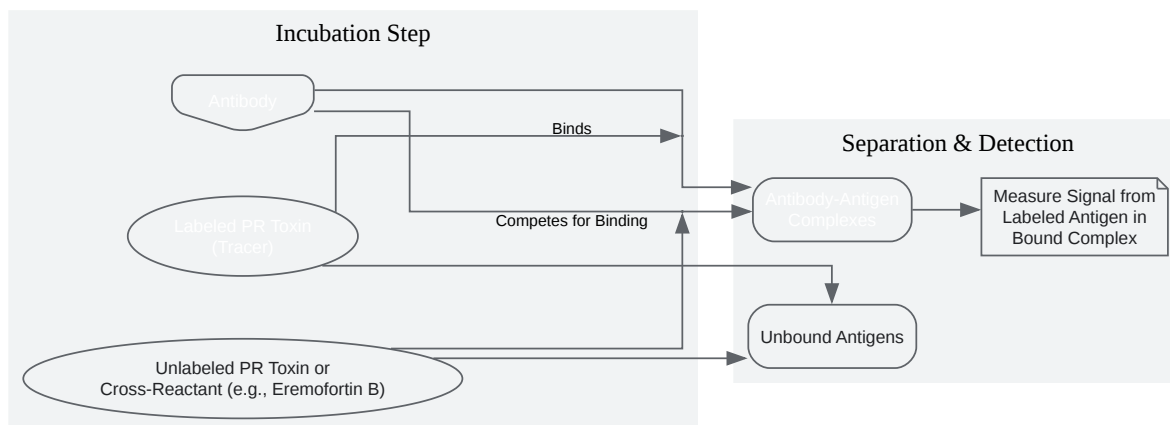 Incubation Step
Antibody
Binds
Labeled PR Toxin
(Tracer)
Competes for Binding
Unlabeled PR Toxin or
Cross-Reactant (e.g., Eremofortin B)
Separation & Detection
Antibody-Antigen
Complexes
Measure Signal from
Labeled Antigen in
Bound Complex
Unbound Antigens